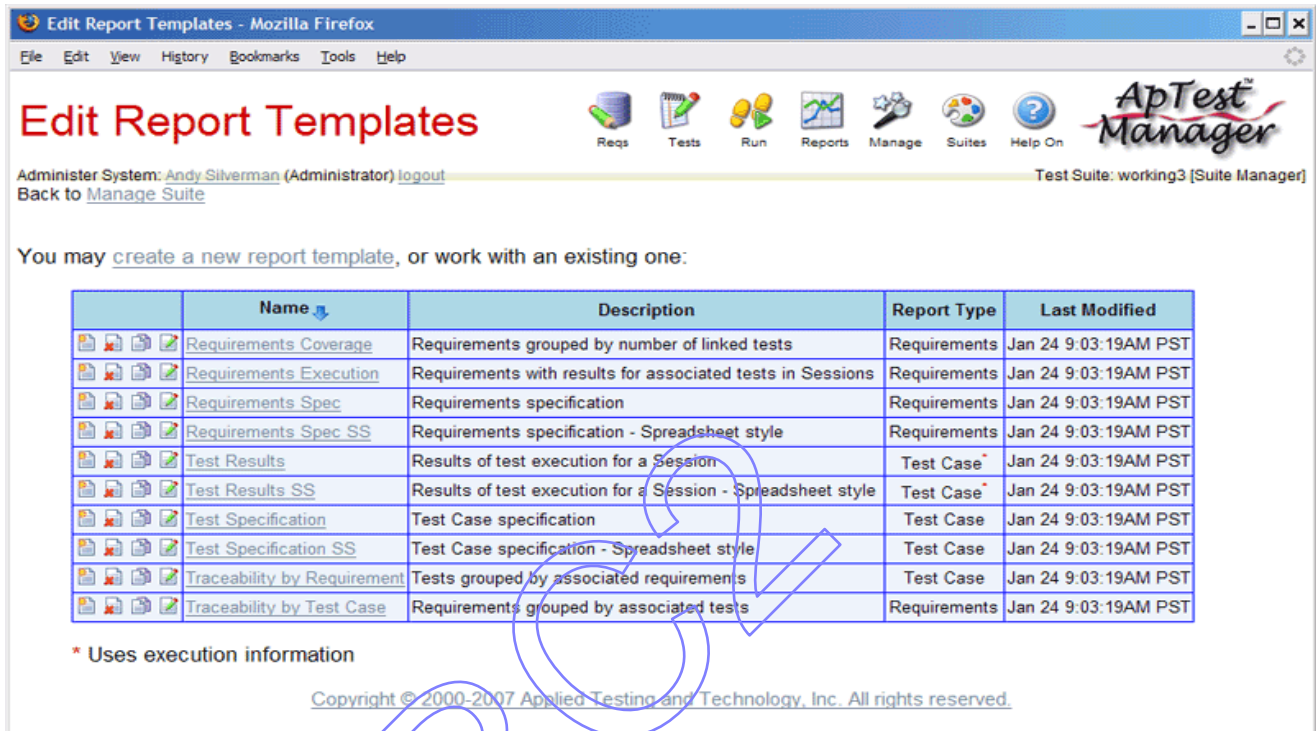 Edit Report Templates - Mozilla Firefox
File Edit View History Bookmarks Tools Help
Edit Report Templates
Reqs Tests Run Reports Manage Suites Help On
ApTest™ Manager
Administer System: Andy Silverman (Administrator) logout
Test Suite: working3 [Suite Manager]
Back to Manage Suite
You may create a new report template, or work with an existing one:
Name Description Report Type Last Modified
Requirements Coverage Requirements grouped by number of linked tests Requirements Jan 24 9:03:19AM PST
Requirements Execution Requirements with results for associated tests in Sessions Requirements Jan 24 9:03:19AM PST
Requirements Spec Requirements specification Requirements Jan 24 9:03:19AM PST
Requirements Spec SS Requirements specification - Spreadsheet style Requirements Jan 24 9:03:19AM PST
Test Results Results of test execution for a Session Test Case* Jan 24 9:03:19AM PST
Test Results SS Results of test execution for a Session - Spreadsheet style Test Case* Jan 24 9:03:19AM PST
Test Specification Test Case specification Test Case Jan 24 9:03:19AM PST
Test Specification SS Test Case specification - Spreadsheet style Test Case Jan 24 9:03:19AM PST
Traceability by Requirement Tests grouped by associated requirements Test Case Jan 24 9:03:19AM PST
Traceability by Test Case Requirements grouped by associated tests Requirements Jan 24 9:03:19AM PST
* Uses execution information
Copyright © 2000-2007 Applied Testing and Technology, Inc. All rights reserved.